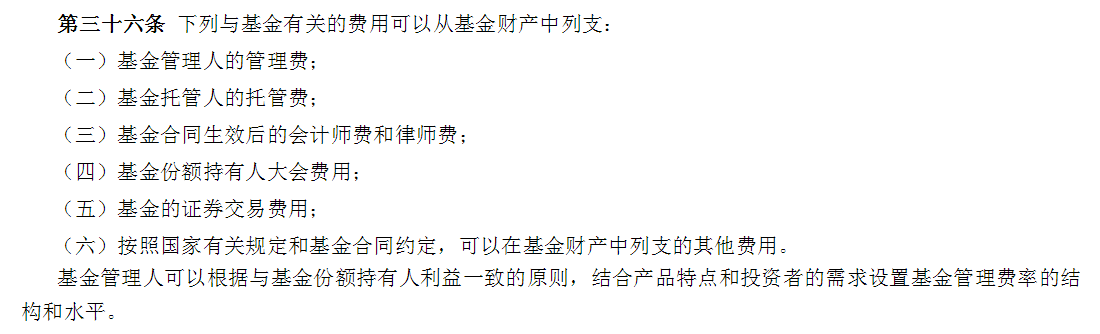 第三十六条 下列与基金有关的费用可以从基金财产中列支：
（一）基金管理人的管理费；
（二）基金托管人的托管费；
（三）基金合同生效后的会计师费和律师费；
（四）基金份额持有人大会费用；
（五）基金的证券交易费用；
（六）按照国家有关规定和基金合同约定，可以在基金财产中列支的其他费用。
基金管理人可以根据与基金份额持有人利益一致的原则，结合产品特点和投资者的需求设置基金管理费率的结
构和水平。